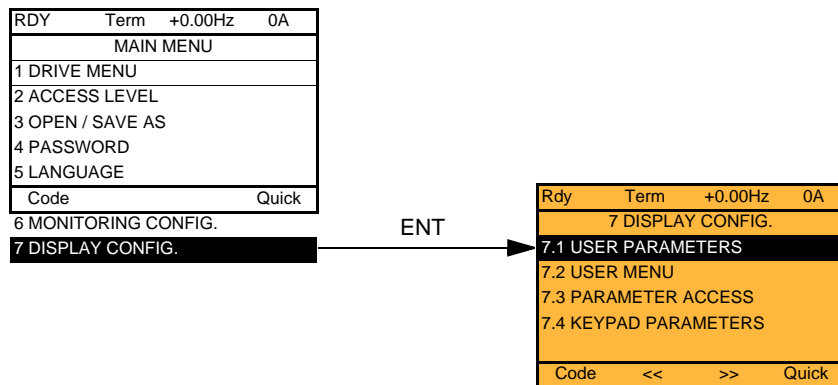 RDY Term +0.00Hz 0A
MAIN MENU
1 DRIVE MENU
2 ACCESS LEVEL
3 OPEN / SAVE AS
4 PASSWORD
5 LANGUAGE
Code Quick
6 MONITORING CONFIG.
7 DISPLAY CONFIG.
ENT
Rdy Term +0.00Hz 0A
7 DISPLAY CONFIG.
7.1 USER PARAMETERS
7.2 USER MENU
7.3 PARAMETER ACCESS
7.4 KEYPAD PARAMETERS
Code << >> Quick